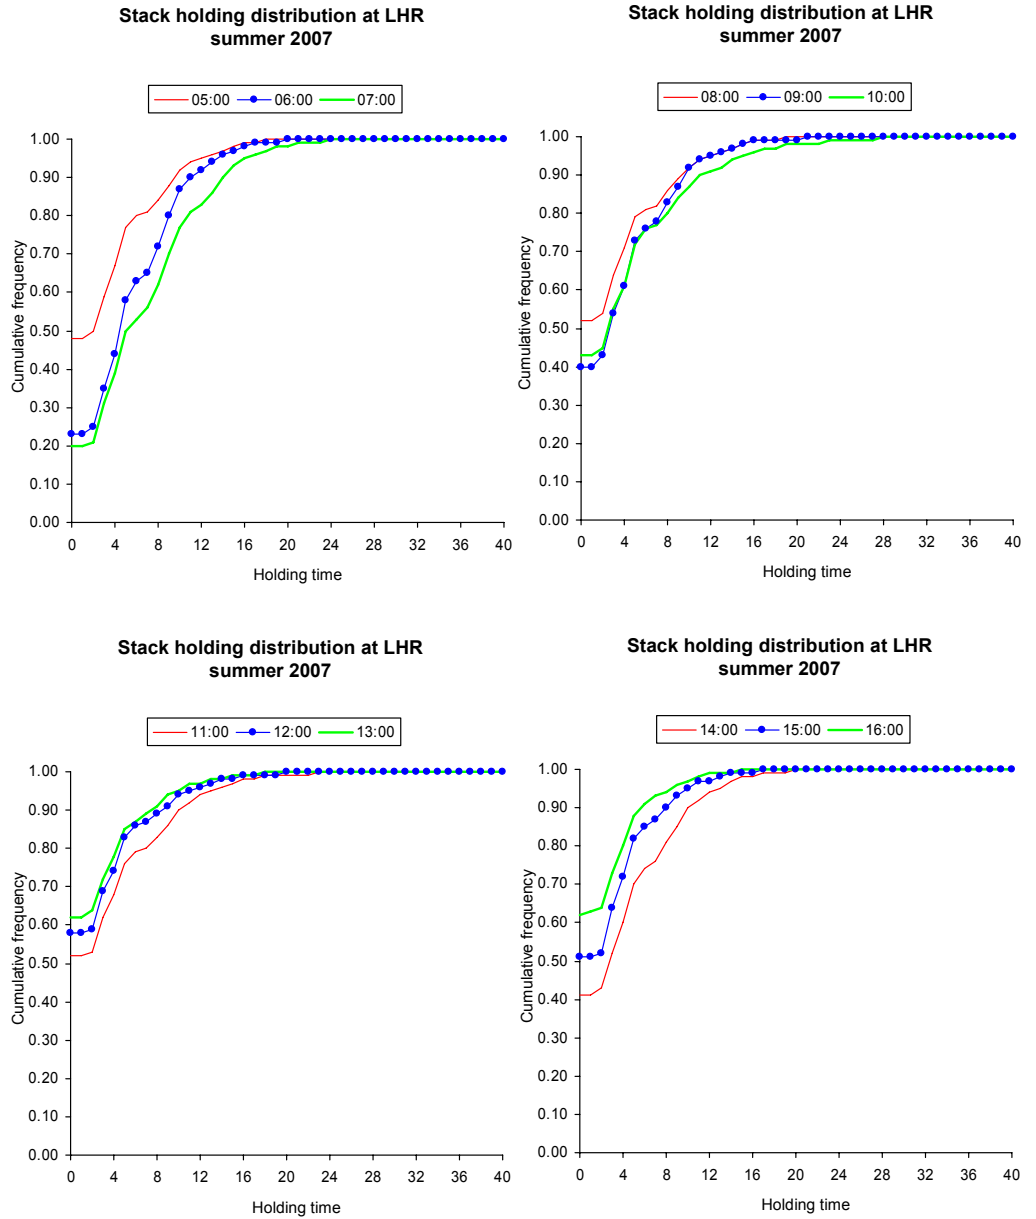 Stack holding distribution at LHR
summer 2007
05:00 06:00 07:00
1.00
0.90
0.80
0.70
0.60
0.50
0.40
0.30
0.20
0.10
0.00
Cumulative frequency
0 4 8 12 16 20 24 28 32 36 40
Holding time
Stack holding distribution at LHR
summer 2007
08:00 09:00 10:00
1.00
0.90
0.80
0.70
0.60
0.50
0.40
0.30
0.20
0.10
0.00
Cumulative frequency
0 4 8 12 16 20 24 28 32 36 40
Holding time
Stack holding distribution at LHR
summer 2007
11:00 12:00 13:00
1.00
0.90
0.80
0.70
0.60
0.50
0.40
0.30
0.20
0.10
0.00
Cumulative frequency
0 4 8 12 16 20 24 28 32 36 40
Holding time
Stack holding distribution at LHR
summer 2007
14:00 15:00 16:00
1.00
0.90
0.80
0.70
0.60
0.50
0.40
0.30
0.20
0.10
0.00
Cumulative frequency
0 4 8 12 16 20 24 28 32 36 40
Holding time